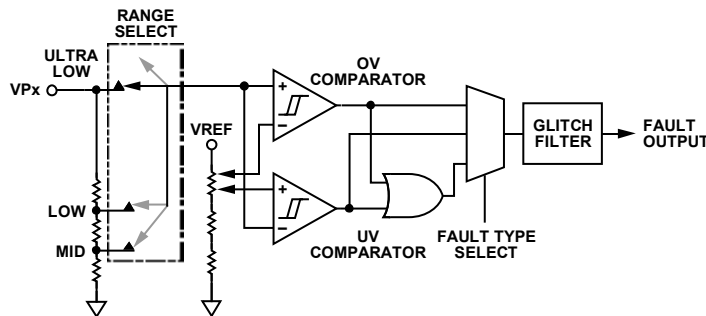 RANGE
SELECT
ULTRA
LOW
VPx
LOW
MID
VREF
OV
COMPARATOR
+
–
+
–
UV
COMPARATOR
FAULT TYPE
SELECT
GLITCH
FILTER
FAULT
OUTPUT